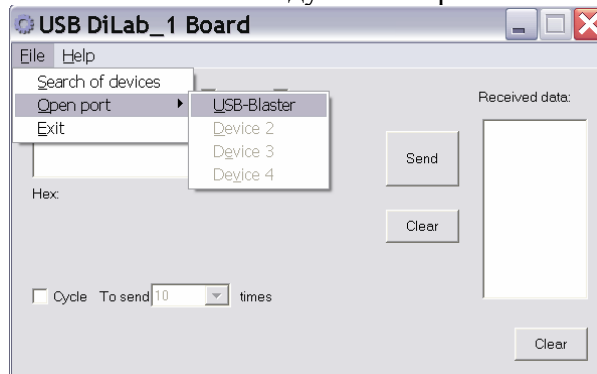 USB DiLab_1 Board
File Help
Search of devices
Open port
Exit
USB-Blaster
Device 2
Device 3
Device 4
Received data:
Send
Hex:
Clear
Cycle To send 10 times
Clear